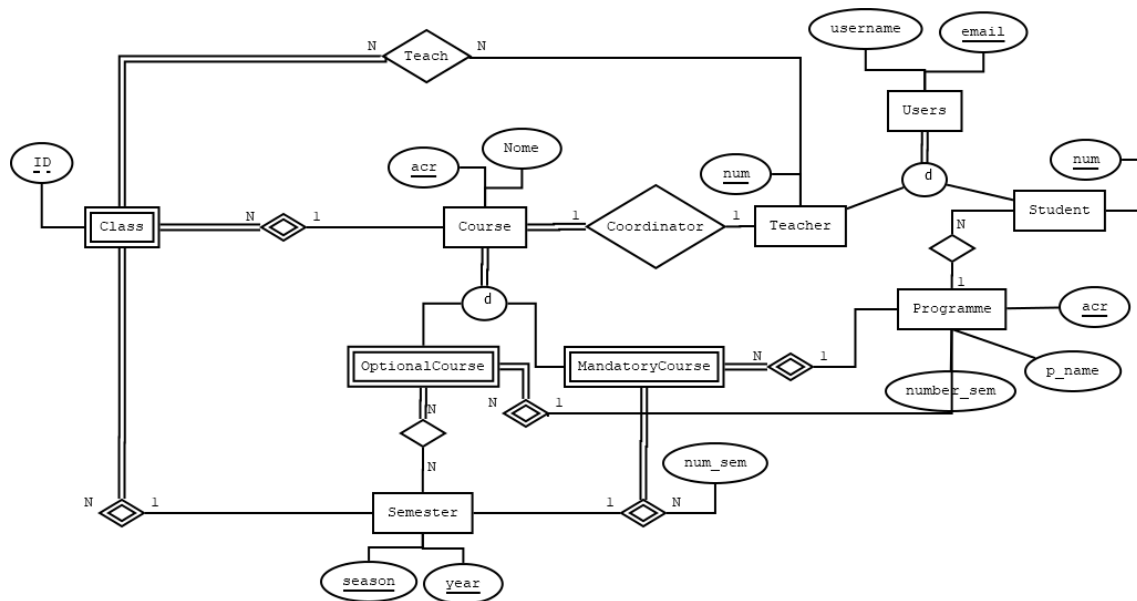 username
email
N
N
Teach
Users
ID
acr
Nome
num
d
num
Student
Class
N
1
Course
1
Coordinator
1
Teacher
N
1
d
Programme
acr
OptionalCourse
MandatoryCourse
N
1
p_name
number_sem
N
N
1
N
num_sem
N
1
Semester
1
N
season
year